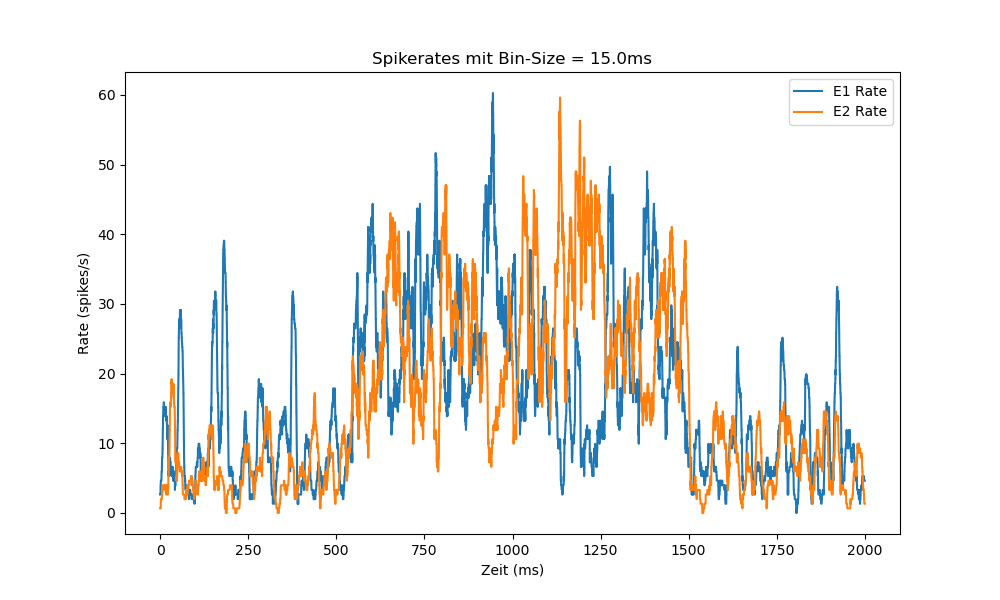 Spikerates mit Bin-Size = 15.0ms
E1 Rate
E2 Rate
60
50
40
30
20
10
0
Rate (spikes/s)
0 250 500 750 1000 1250 1500 1750 2000
Zeit (ms)